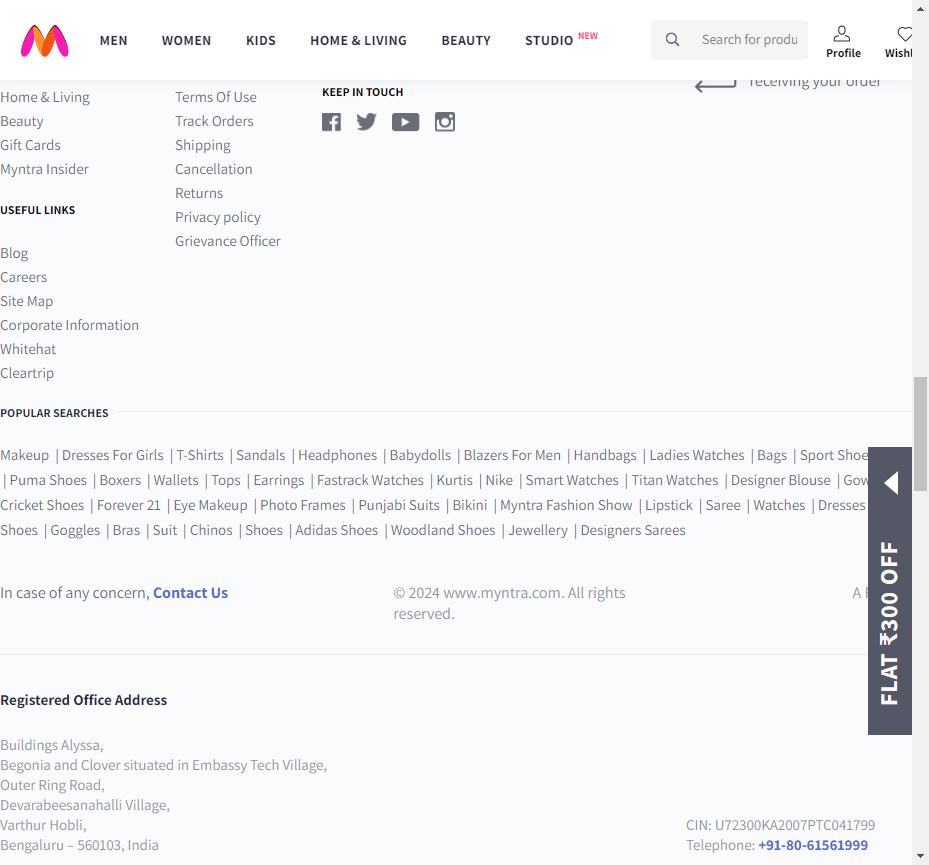 MEN WOMEN KIDS HOME & LIVING BEAUTY STUDIO NEW
Search for produ
Profile
Wishl
Home & Living
Beauty
Gift Cards
Myntra Insider
USEFUL LINKS
Blog
Careers
Site Map
Corporate Information
Whitehat
Cleartrip
Terms Of Use
Track Orders
Shipping
Cancellation
Returns
Privacy policy
Grievance Officer
KEEP IN TOUCH
receiving your order
POPULAR SEARCHES
Makeup | Dresses For Girls | T-Shirts | Sandals | Headphones | Babydolls | Blazers For Men | Handbags | Ladies Watches | Bags | Sport Shoe
| Puma Shoes | Boxers | Wallets | Tops | Earrings | Fastrack Watches | Kurtis | Nike | Smart Watches | Titan Watches | Designer Blouse | Gow
Cricket Shoes | Forever 21 | Eye Makeup | Photo Frames | Punjabi Suits | Bikini | Myntra Fashion Show | Lipstick | Saree | Watches | Dresses
Shoes | Goggles | Bras | Suit | Chinos | Shoes | Adidas Shoes | Woodland Shoes | Jewellery | Designers Sarees
FLAT ₹300 OFF
In case of any concern, Contact Us
© 2024 www.myntra.com. All rights
reserved.
A
Registered Office Address
Buildings Alyssa,
Begonia and Clover situated in Embassy Tech Village,
Outer Ring Road,
Devarabeesanahalli Village,
Varthur Hobli,
Bengaluru – 560103, India
CIN: U72300KA2007PTC041799
Telephone: +91-80-61561999